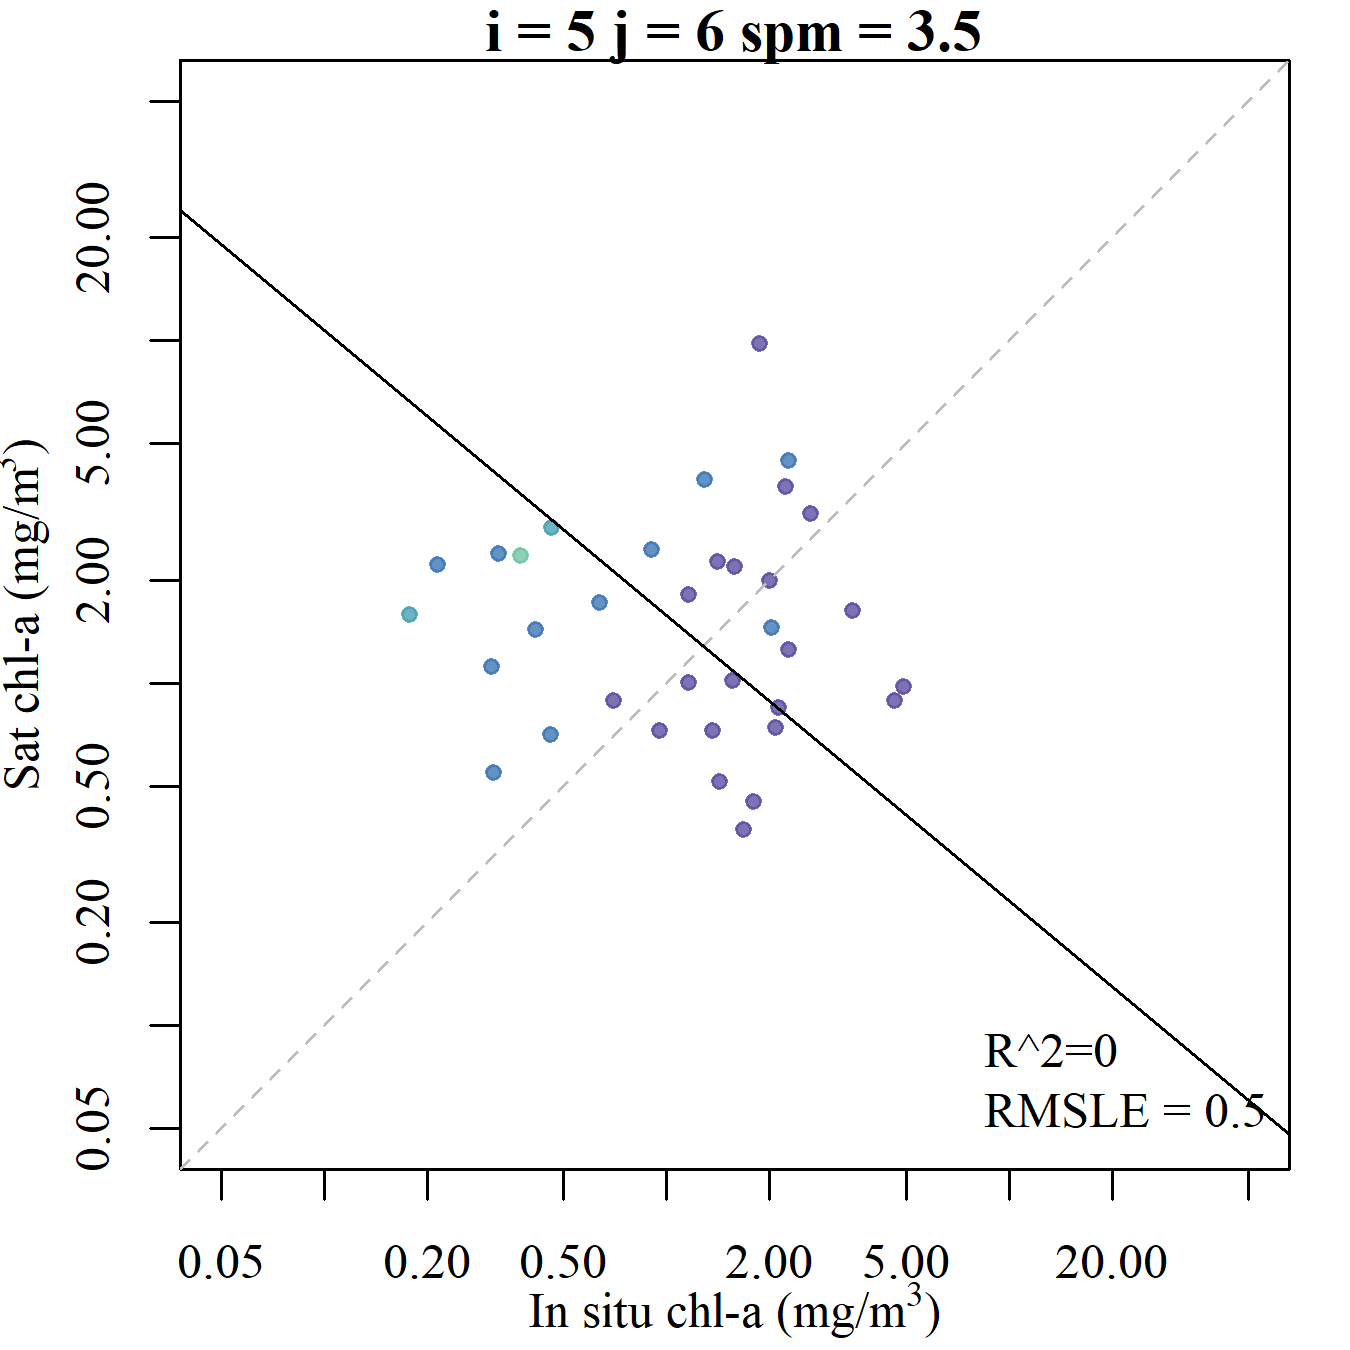 i = 5 j = 6 spm = 3.5
Sat chl-a (mg/m³)
20.00
5.00
2.00
0.50
0.20
0.05
R^2=0
RMSLE = 0.5
0.05 0.20 0.50 2.00 5.00 20.00
In situ chl-a (mg/m³)